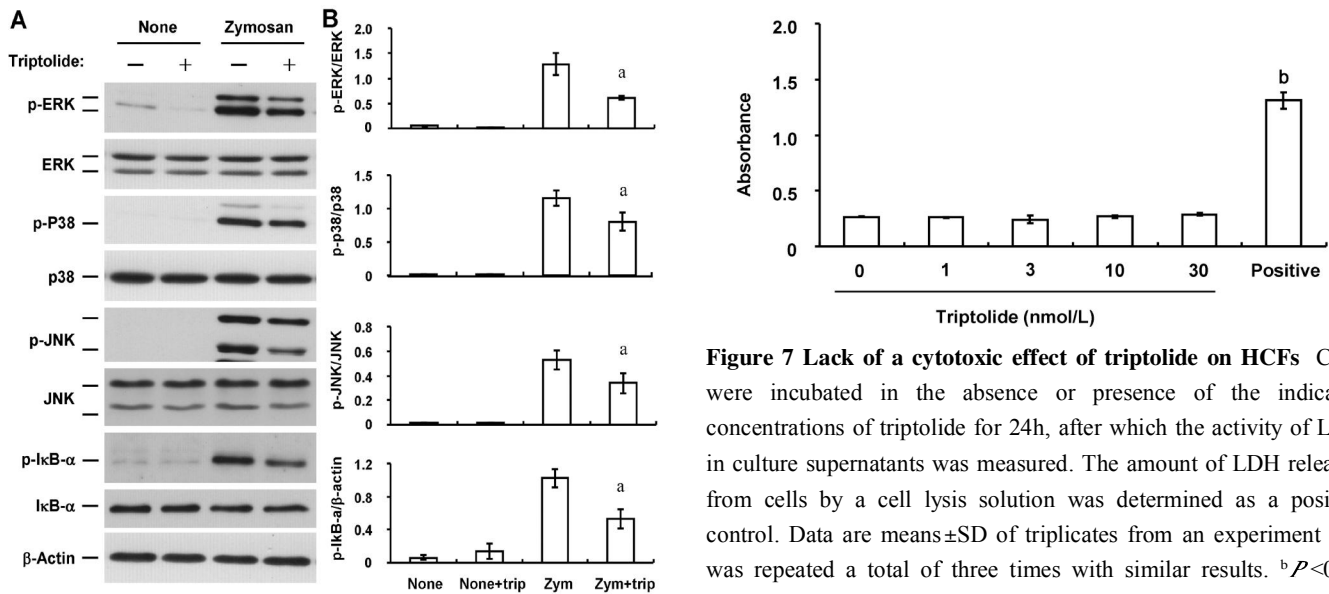 A
None Zymosan
Triptolide: − + − +
p-ERK
ERK
p-P38
p38
p-JNK
JNK
p-IκB-α
IκB-α
β-Actin
B
p-ERK/ERK
2.0
1.5
1.0
0.5
0
a
p-p38/p38
1.5
1.0
0.5
0.0
a
p-JNK/JNK
0.8
0.6
0.4
0.2
0
a
p-IkB-a/β-actin
1.2
0.8
0.4
0
a
None None+trip Zym Zym+trip
Absorbance
2.0
1.5
1.0
0.5
0
b
0 1 3 10 30 Positive
Triptolide (nmol/L)
Figure 7 Lack of a cytotoxic effect of triptolide on HCFs
were incubated in the absence or presence of the
concentrations of triptolide for 24h, after which the activity of
in culture supernatants was measured. The amount of LDH
from cells by a cell lysis solution was determined as a
control. Data are means±SD of triplicates from an experiment
was repeated a total of three times with similar results. b P<0